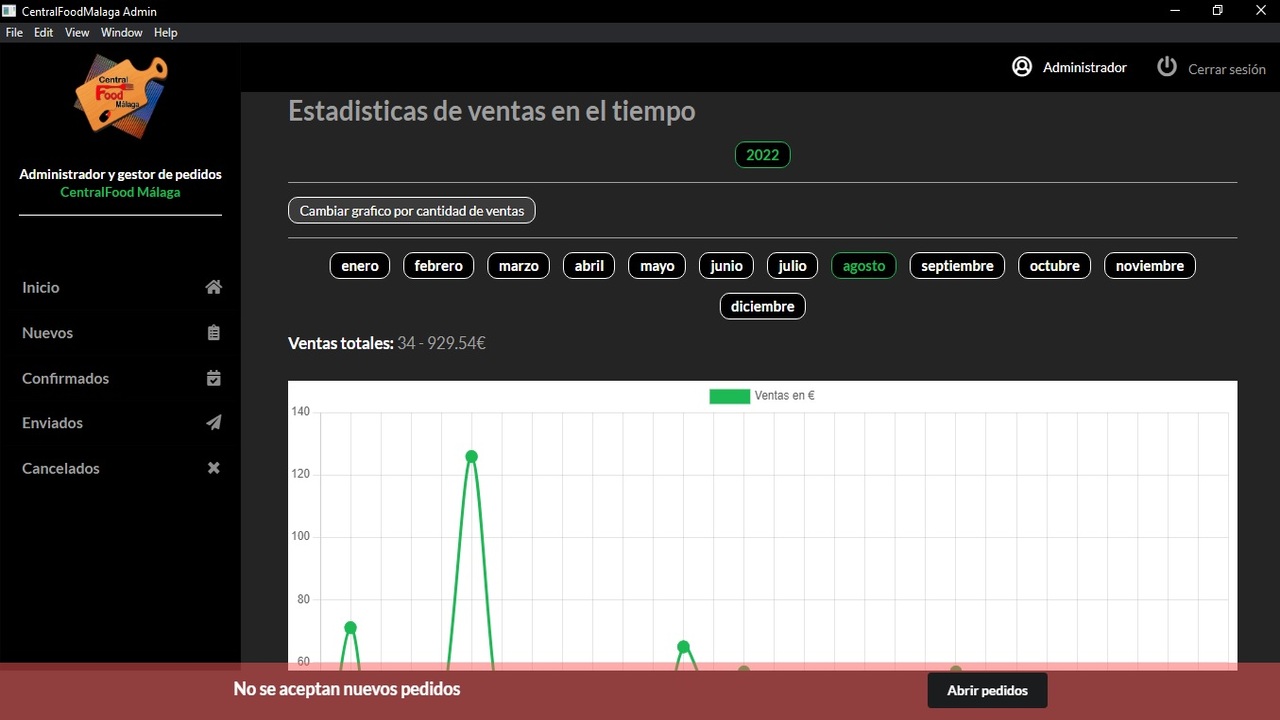 CentralFoodMalaga Admin
File Edit View Window Help
Central
Food
Málaga
Administrador y gestor de pedidos
CentralFood Málaga
Inicio
Nuevos
Confirmados
Enviados
Cancelados
Administrador Cerrar sesión
Estadisticas de ventas en el tiempo
2022
Cambiar grafico por cantidad de ventas
enero febrero marzo abril mayo junio julio agosto septiembre octubre noviembre
diciembre
Ventas totales: 34 - 929.54€
Ventas en €
140
120
100
80
60
No se aceptan nuevos pedidos Abrir pedidos